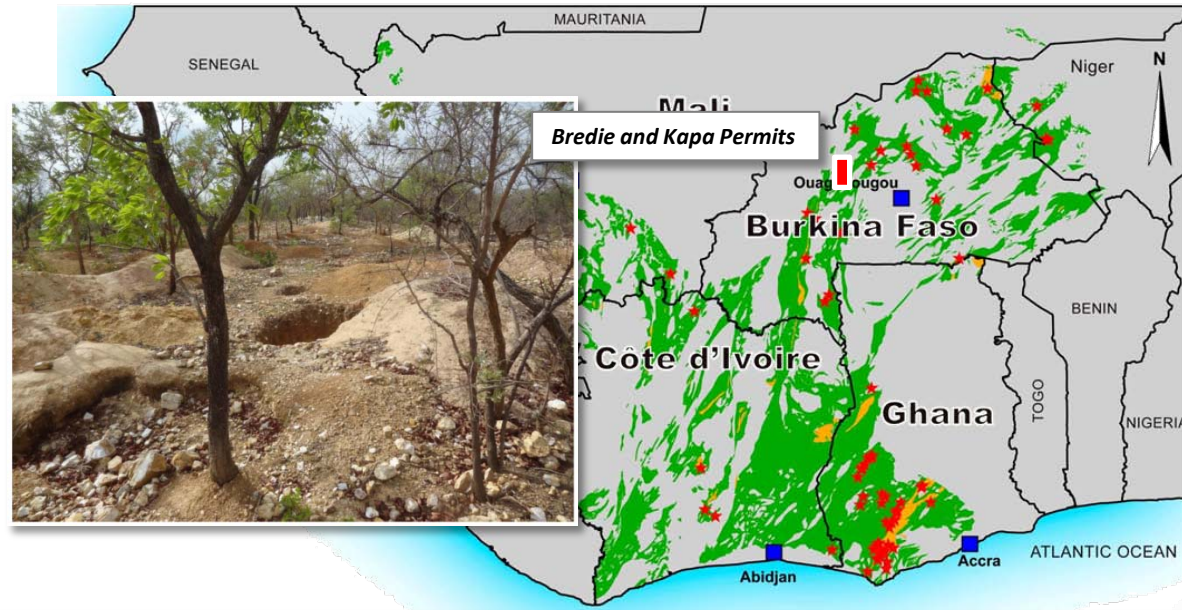 MAURITANIA
SENEGAL
N
Niger
Mali
Bredie and Kapa Permits
Burkina Faso
BENIN
Côte d'Ivoire
TOGO
Ghana
NIGERIA
Abidjan
Accra
ATLANTIC OCEAN